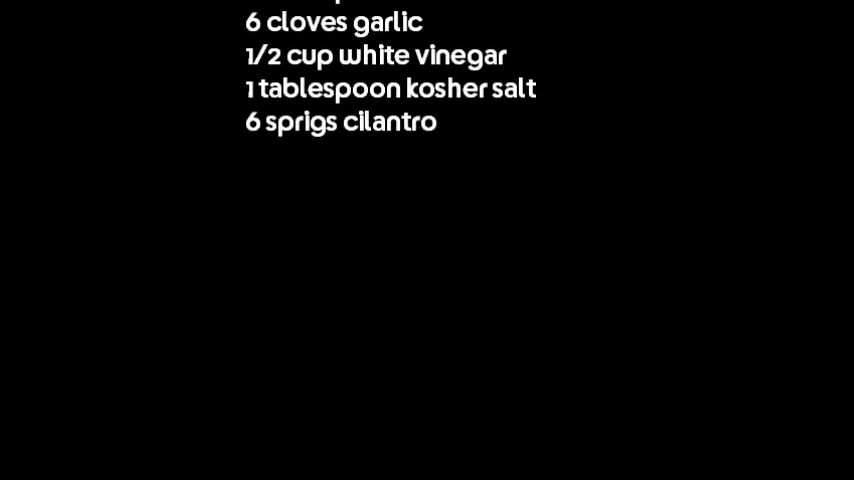 6 cloves garlic
1/2 cup white vinegar
1 tablespoon kosher salt
6 sprigs cilantro